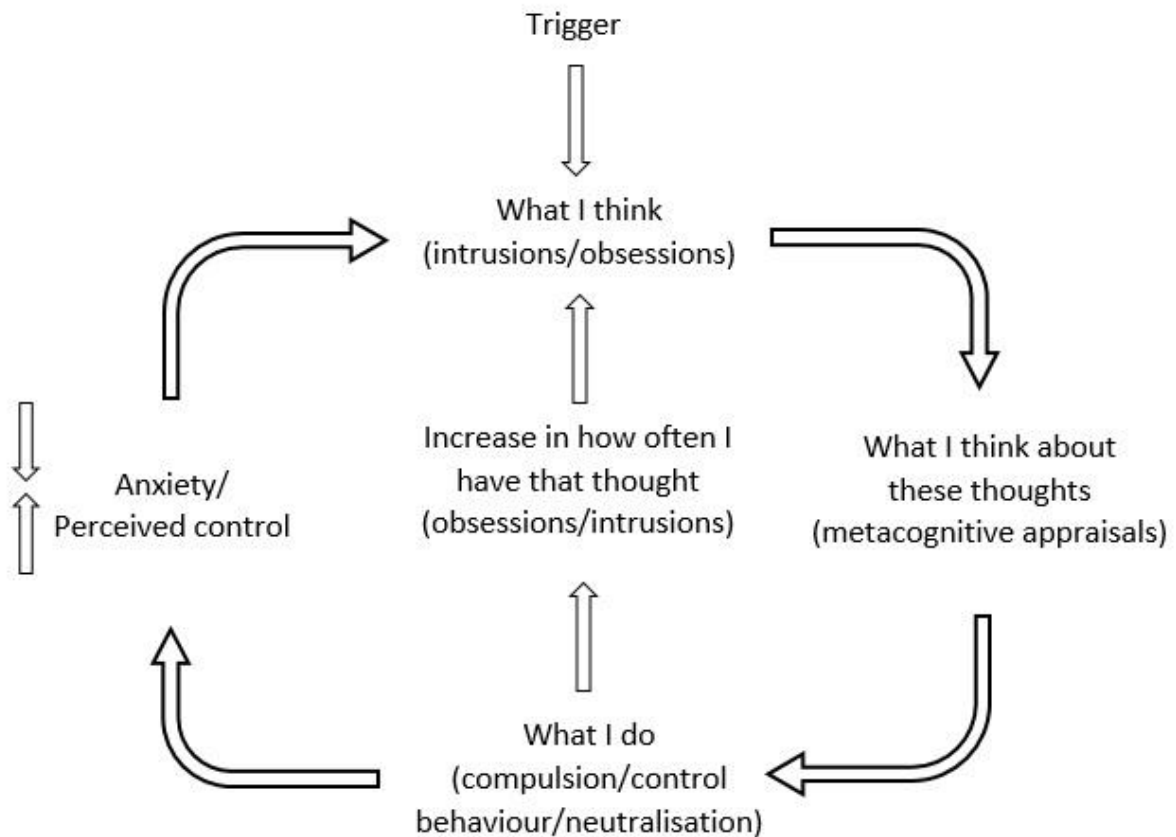 Trigger
What I think
(intrusions/obsessions)
Increase in how often I
have that thought
(obsessions/intrusions)
What I think about
these thoughts
(metacognitive appraisals)
Anxiety/
Perceived control
What I do
(compulsion/control
behaviour/neutralisation)